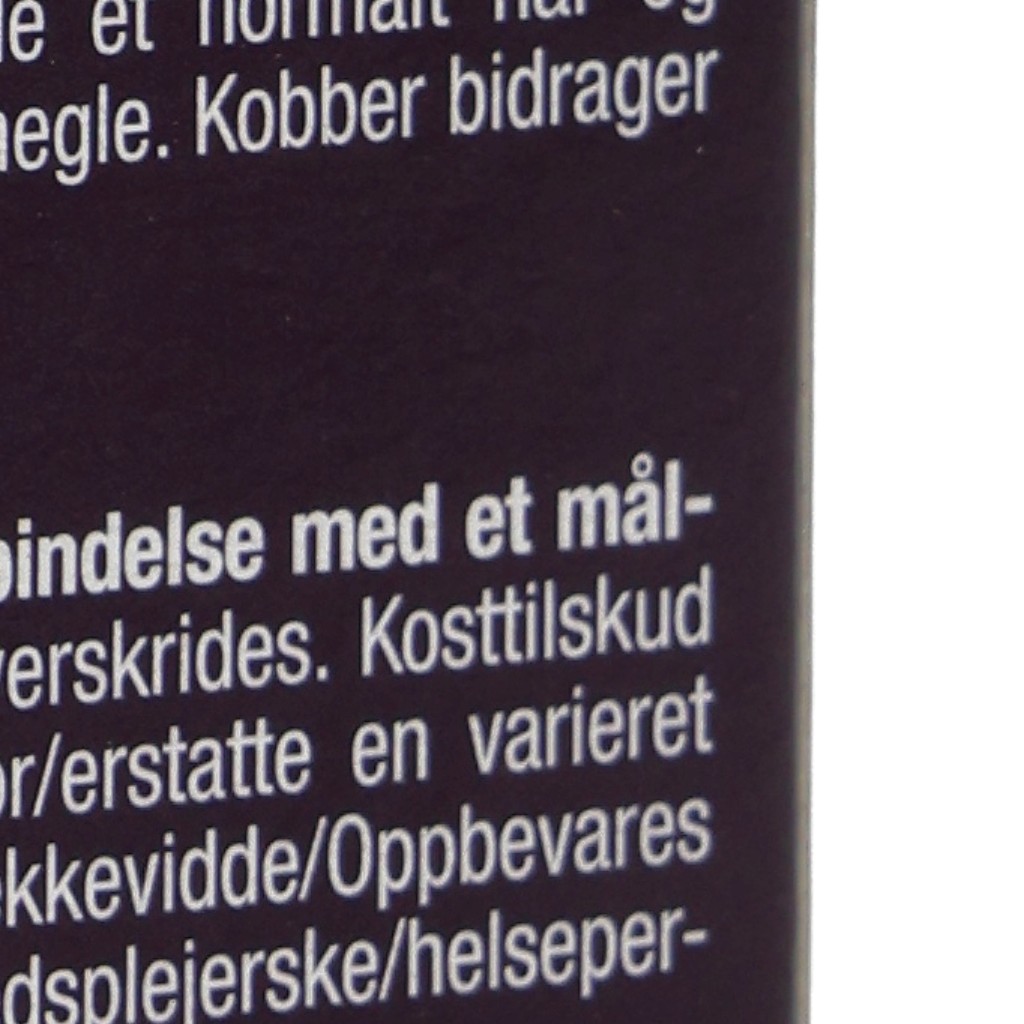 et normalt hår og
negle. Kobber bidrager
bindelse med et mål-
verskrides. Kosttilskud
or/erstatte en varieret
ekkevidde/Oppbevares
dsplejerske/helseper-